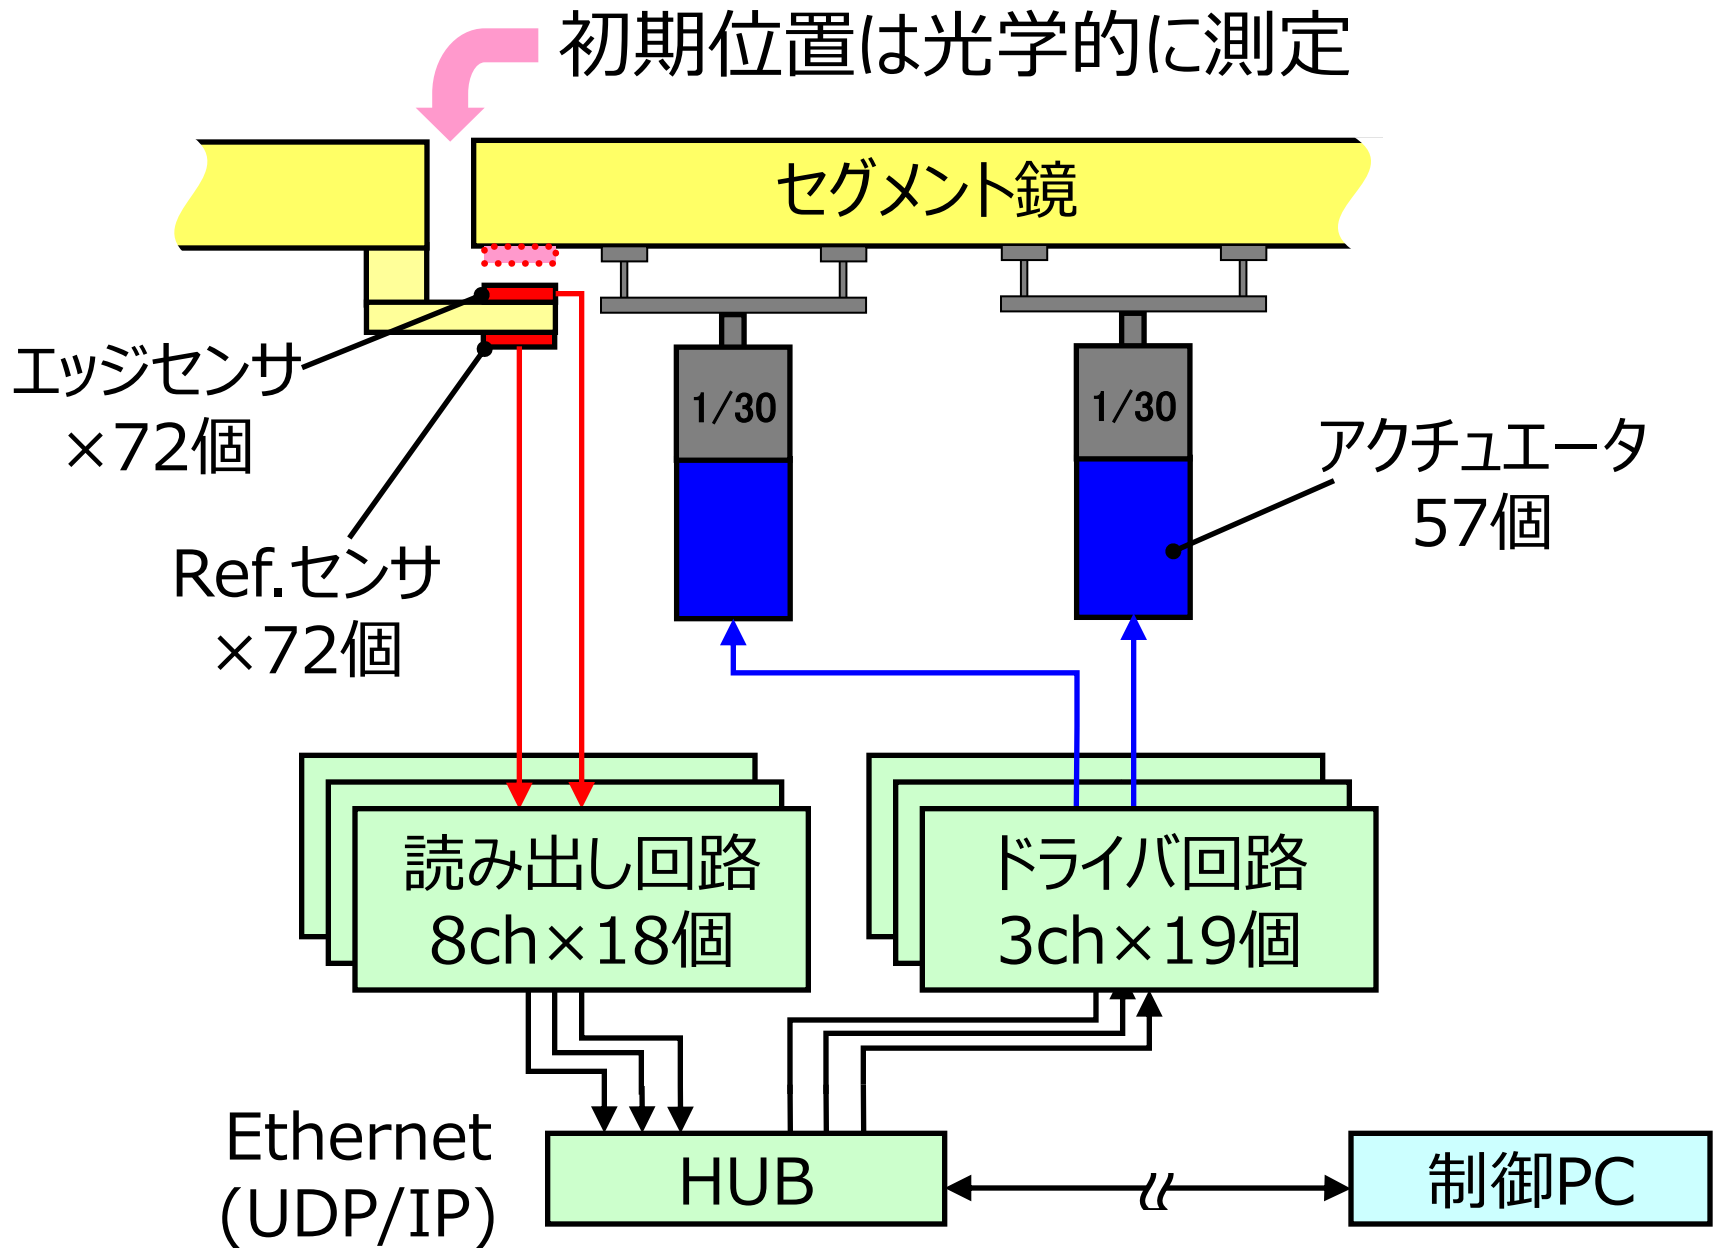 初期位置は光学的に測定
セグメント鏡
エッジセンサ
×72個
1/30
1/30
アクチュエータ
57個
Ref.センサ
×72個
読み出し回路
8ch×18個
ドライバ回路
3ch×19個
Ethernet
(UDP/IP)
HUB
制御PC